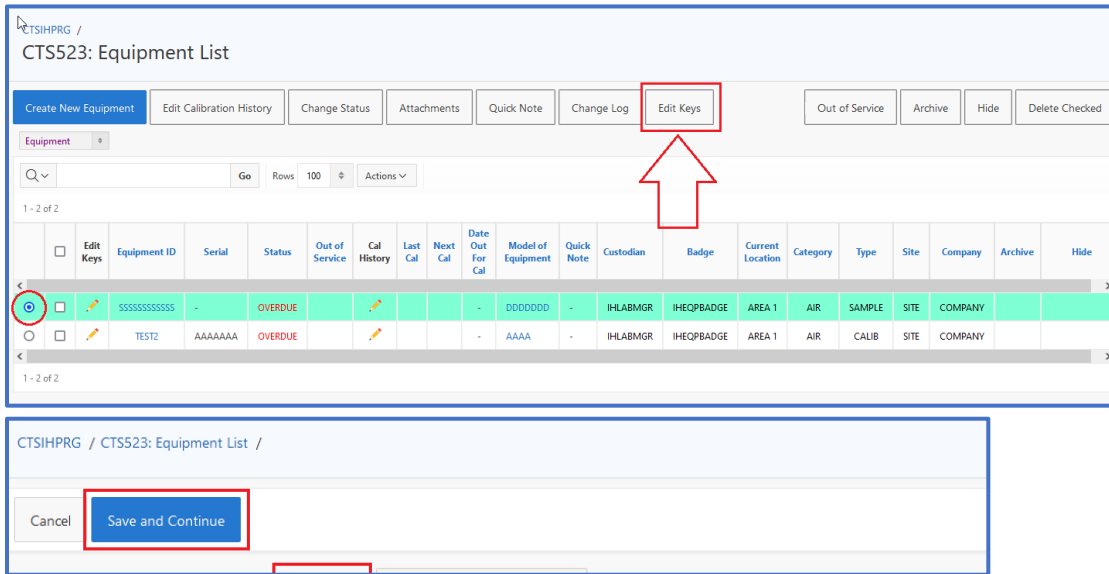 CTSIHPRG /
CTS523: Equipment List
Create New Equipment Edit Calibration History Change Status Attachments Quick Note Change Log Edit Keys Out of Service Archive Hide Delete Checked
Equipment
Go Rows 100 Actions
1 - 2 of 2
Edit Keys Equipment ID Serial Status Out of Service Cal History Last Cal Next Cal Date Out For Cal Model of Equipment Quick Note Custodian Badge Current Location Category Type Site Company Archive Hide
SSSSSSSSSSSS - OVERDUE - DDDDDDD - IHLABMGR IHEQPBADGE AREA 1 AIR SAMPLE SITE COMPANY
TEST2 AAAAAAA OVERDUE - AAAA - IHLABMGR IHEQPBADGE AREA 1 AIR CALIB SITE COMPANY
1 - 2 of 2
CTSIHPRG / CTS523: Equipment List /
Cancel Save and Continue